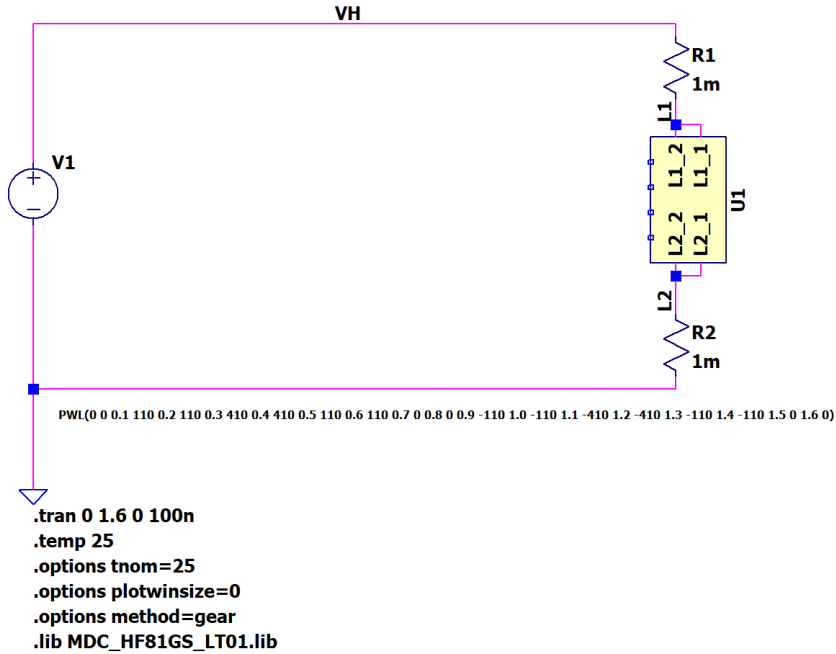 VH
R1
1m
L1
V1
L1_2
L1_1
U1
L2_2
L2_1
L2
R2
1m
PWL(0 0 0.1 110 0.2 110 0.3 410 0.4 410 0.5 110 0.6 110 0.7 0 0.8 0 0.9 -110 1.0 -110 1.1 -410 1.2 -410 1.3 -110 1.4 -110 1.5 0 1.6 0)
.tran 0 1.6 0 100n
.temp 25
.options tnom=25
.options plotwinsize=0
.options method=gear
.lib MDC_HF81GS_LT01.lib